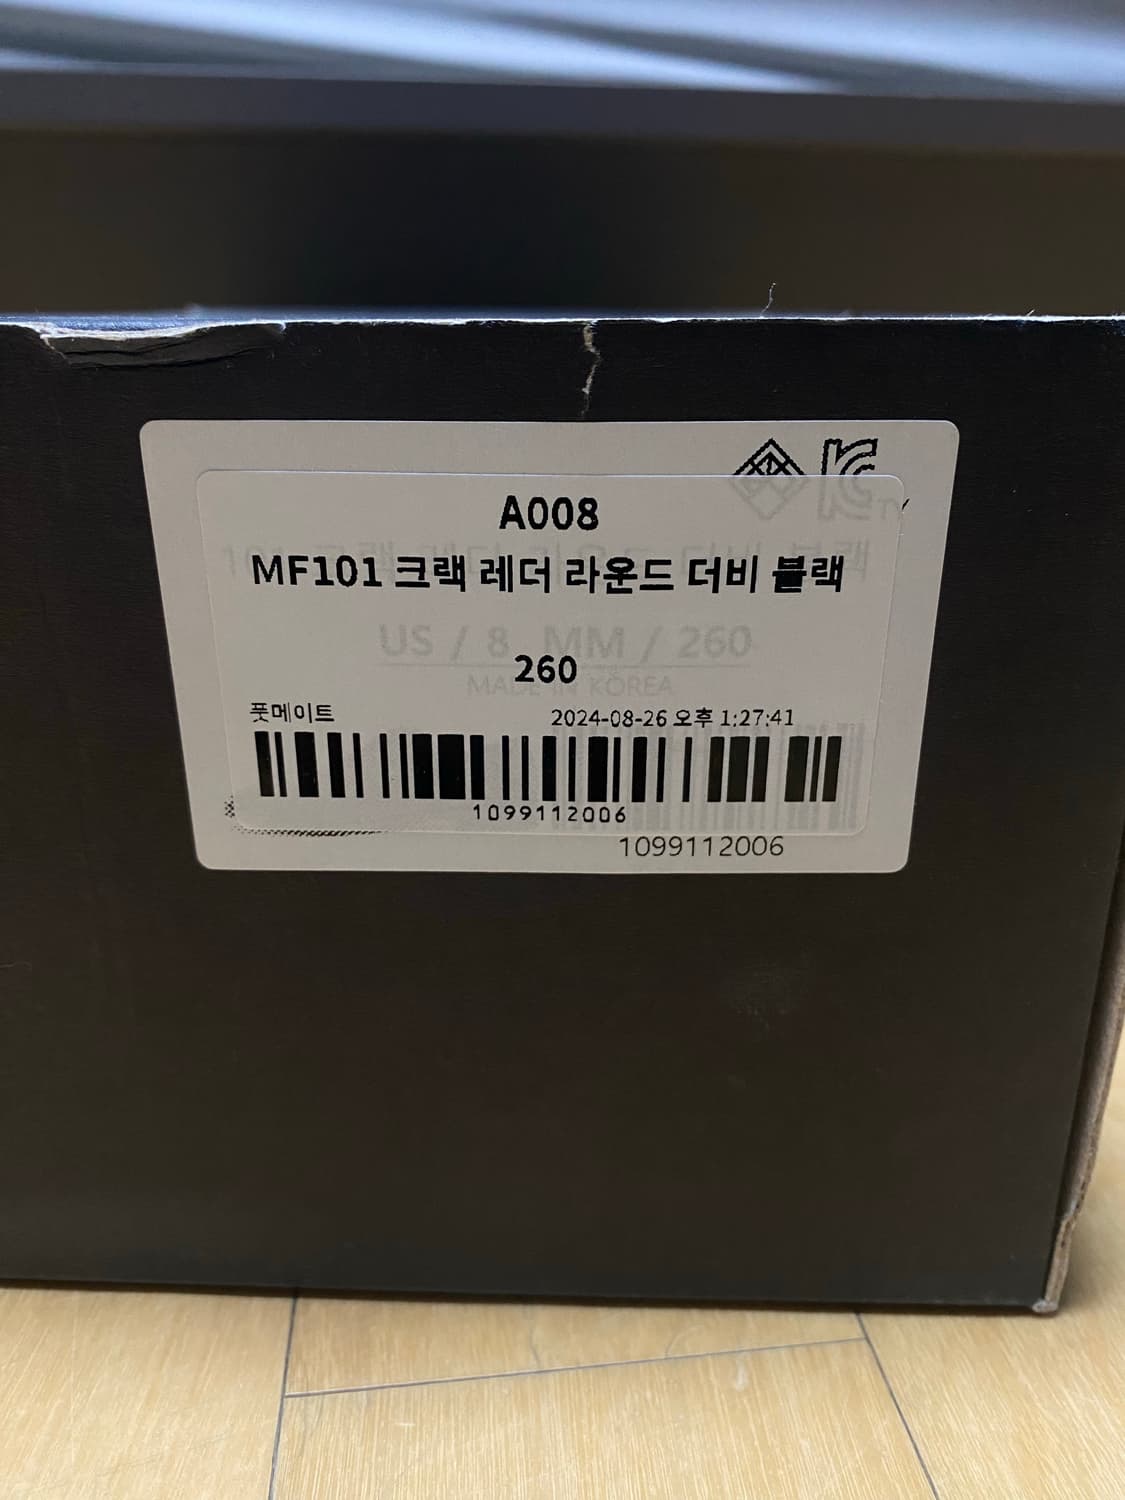 A008
MF101 크랙 레더 라운드 더비 블랙
US / 8 MM / 260
260
MADE IN KOREA
풋메이트 2024-08-26 오후 1:27:41
1099112006
1099112006